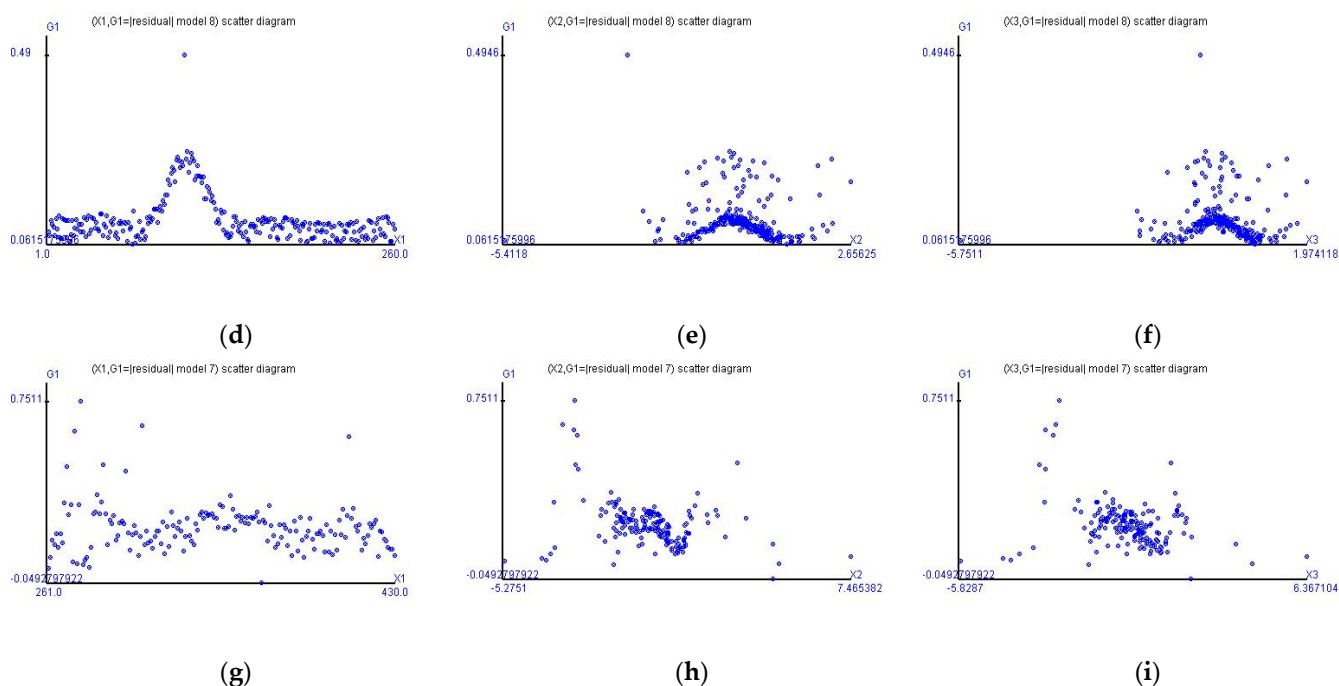 (X1,G1=|residual| model 8) scatter diagram
G1
0.49
X1
1.0
260.0
(d)
(X2,G1=|residual| model 8) scatter diagram
G1
0.4946
X2
-5.4118
2.65625
(e)
(X3,G1=|residual| model 8) scatter diagram
G1
0.4946
X3
-5.7511
1.974118
(f)
(X1,G1=|residual| model 7) scatter diagram
G1
0.7511
-0.0492797922
X1
261.0
430.0
(g)
(X2,G1=|residual| model 7) scatter diagram
G1
0.7511
-0.0492797922
X2
-5.2751
7.465382
(h)
(X3,G1=|residual| model 7) scatter diagram
G1
0.7511
-0.0492797922
X3
-5.8287
6.367104
(i)